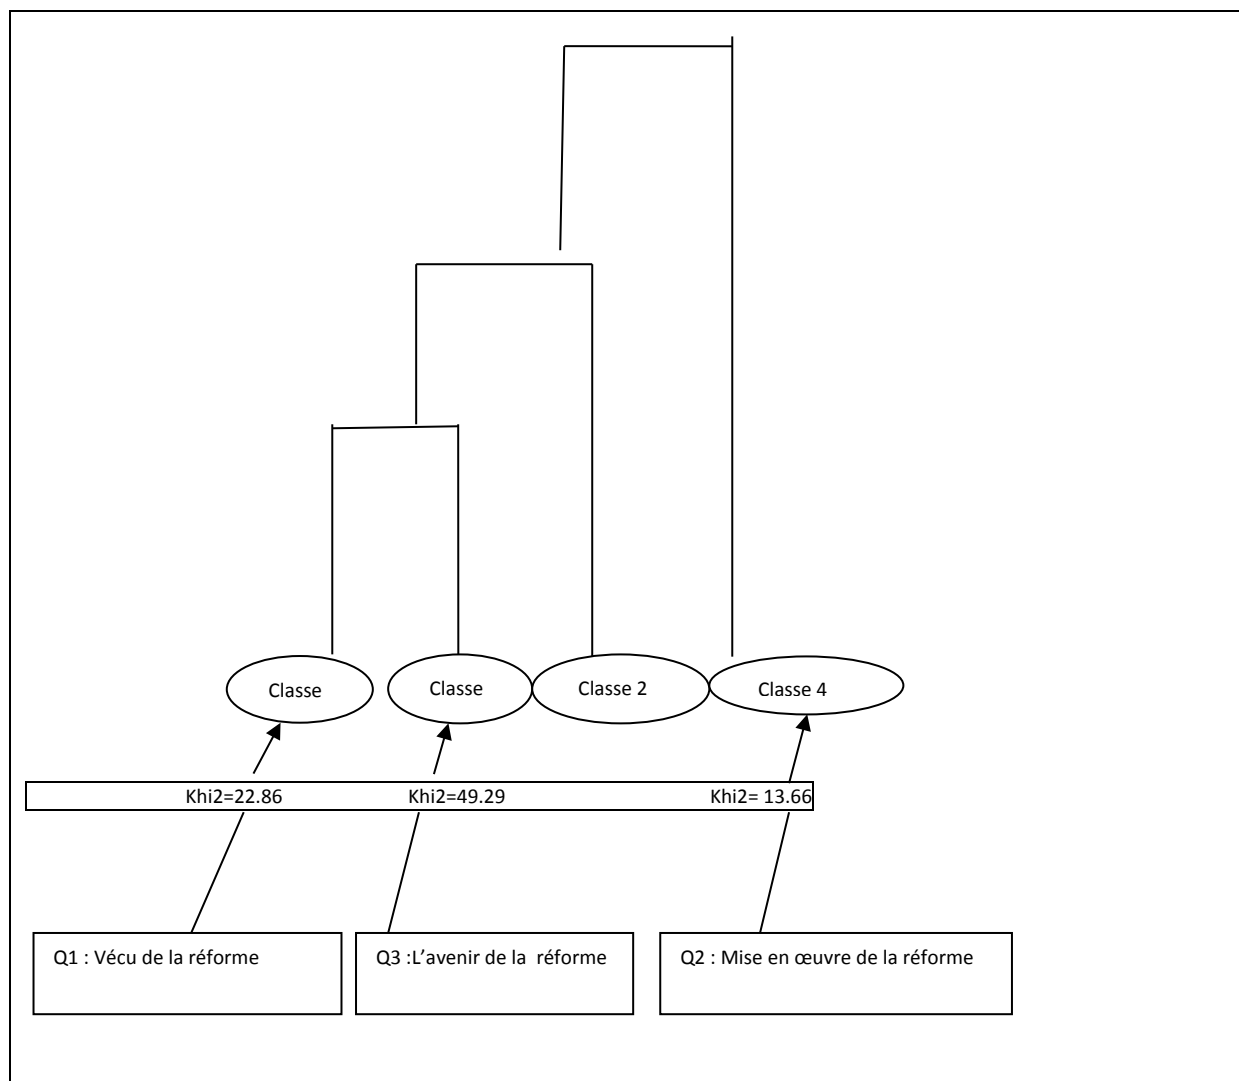 Classe
Classe
Classe 2
Classe 4
Khi2=22.86
Khi2=49.29
Khi2= 13.66
Q1 : Vécu de la réforme
Q3 :L’avenir de la réforme
Q2 : Mise en œuvre de la réforme